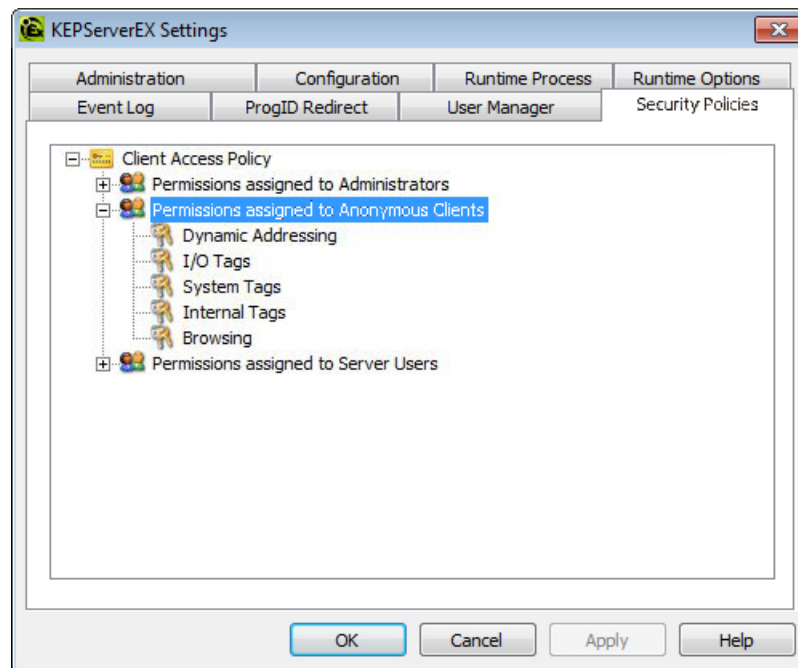 KEPServerEX Settings
Administration Configuration Runtime Process Runtime Options
Event Log ProgID Redirect User Manager Security Policies
Client Access Policy
Permissions assigned to Administrators
Permissions assigned to Anonymous Clients
Dynamic Addressing
I/O Tags
System Tags
Internal Tags
Browsing
Permissions assigned to Server Users
OK Cancel Apply Help